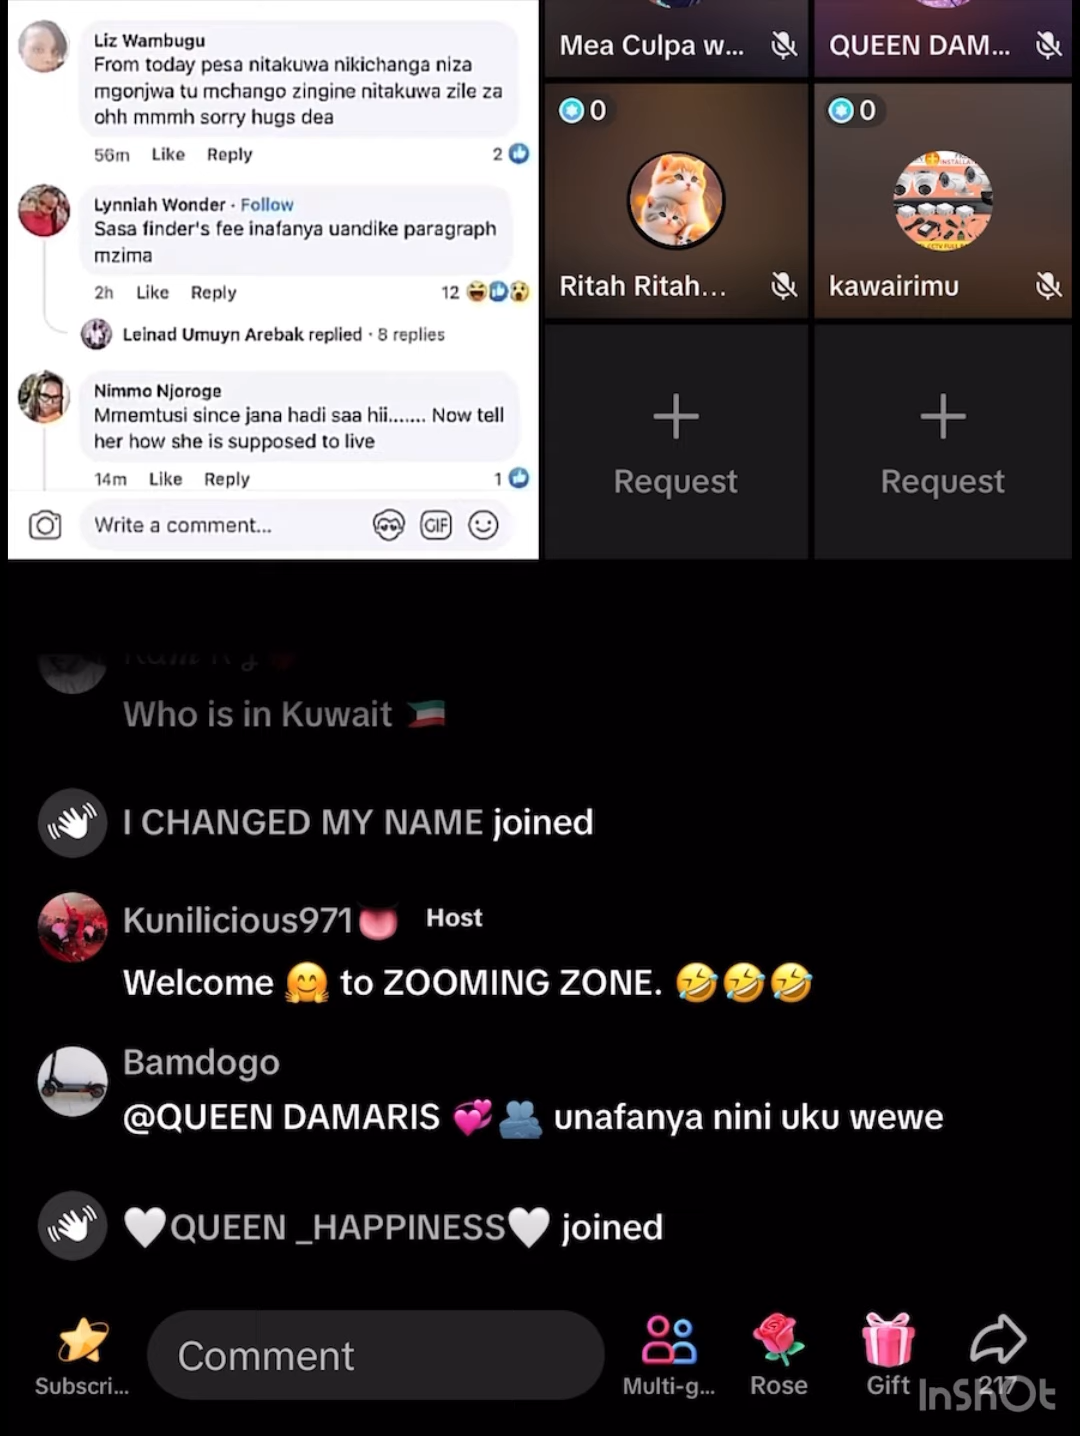 Liz Wambugu
From today pesa nitakuwa nikichanga niza
mgonjwa tu mchango zingine nitakuwa zile za
ohh mmmh sorry hugs dea
56m Like Reply 2
Lynniah Wonder · Follow
Sasa finder's fee inafanya uandike paragraph
mzima
2h Like Reply 12
Leinad Umuyn Arebak replied · 8 replies
Nimmo Njoroge
Mmemtusi since jana hadi saa hii....... Now tell
her how she is supposed to live
14m Like Reply 1
Write a comment...
GIF
Mea Culpa w...
QUEEN DAM...
0
0
Ritah Ritah...
kawairimu
Request
Request
Who is in Kuwait 🇰🇼
I CHANGED MY NAME joined
Kunilicious971👅 Host
Welcome 🤗 to ZOOMING ZONE. 🤣🤣🤣
Bamdogo
@QUEEN DAMARIS 💞🫂 unafanya nini uku wewe
🤍QUEEN _HAPPINESS🤍 joined
Subscri...
Comment
Multi-g...
Rose
Gift
217
InShOt